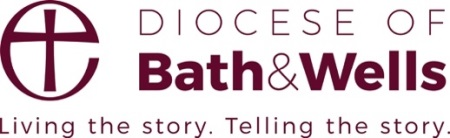 DIOCESE OF
Bath&Wells
Living the story. Telling the story.